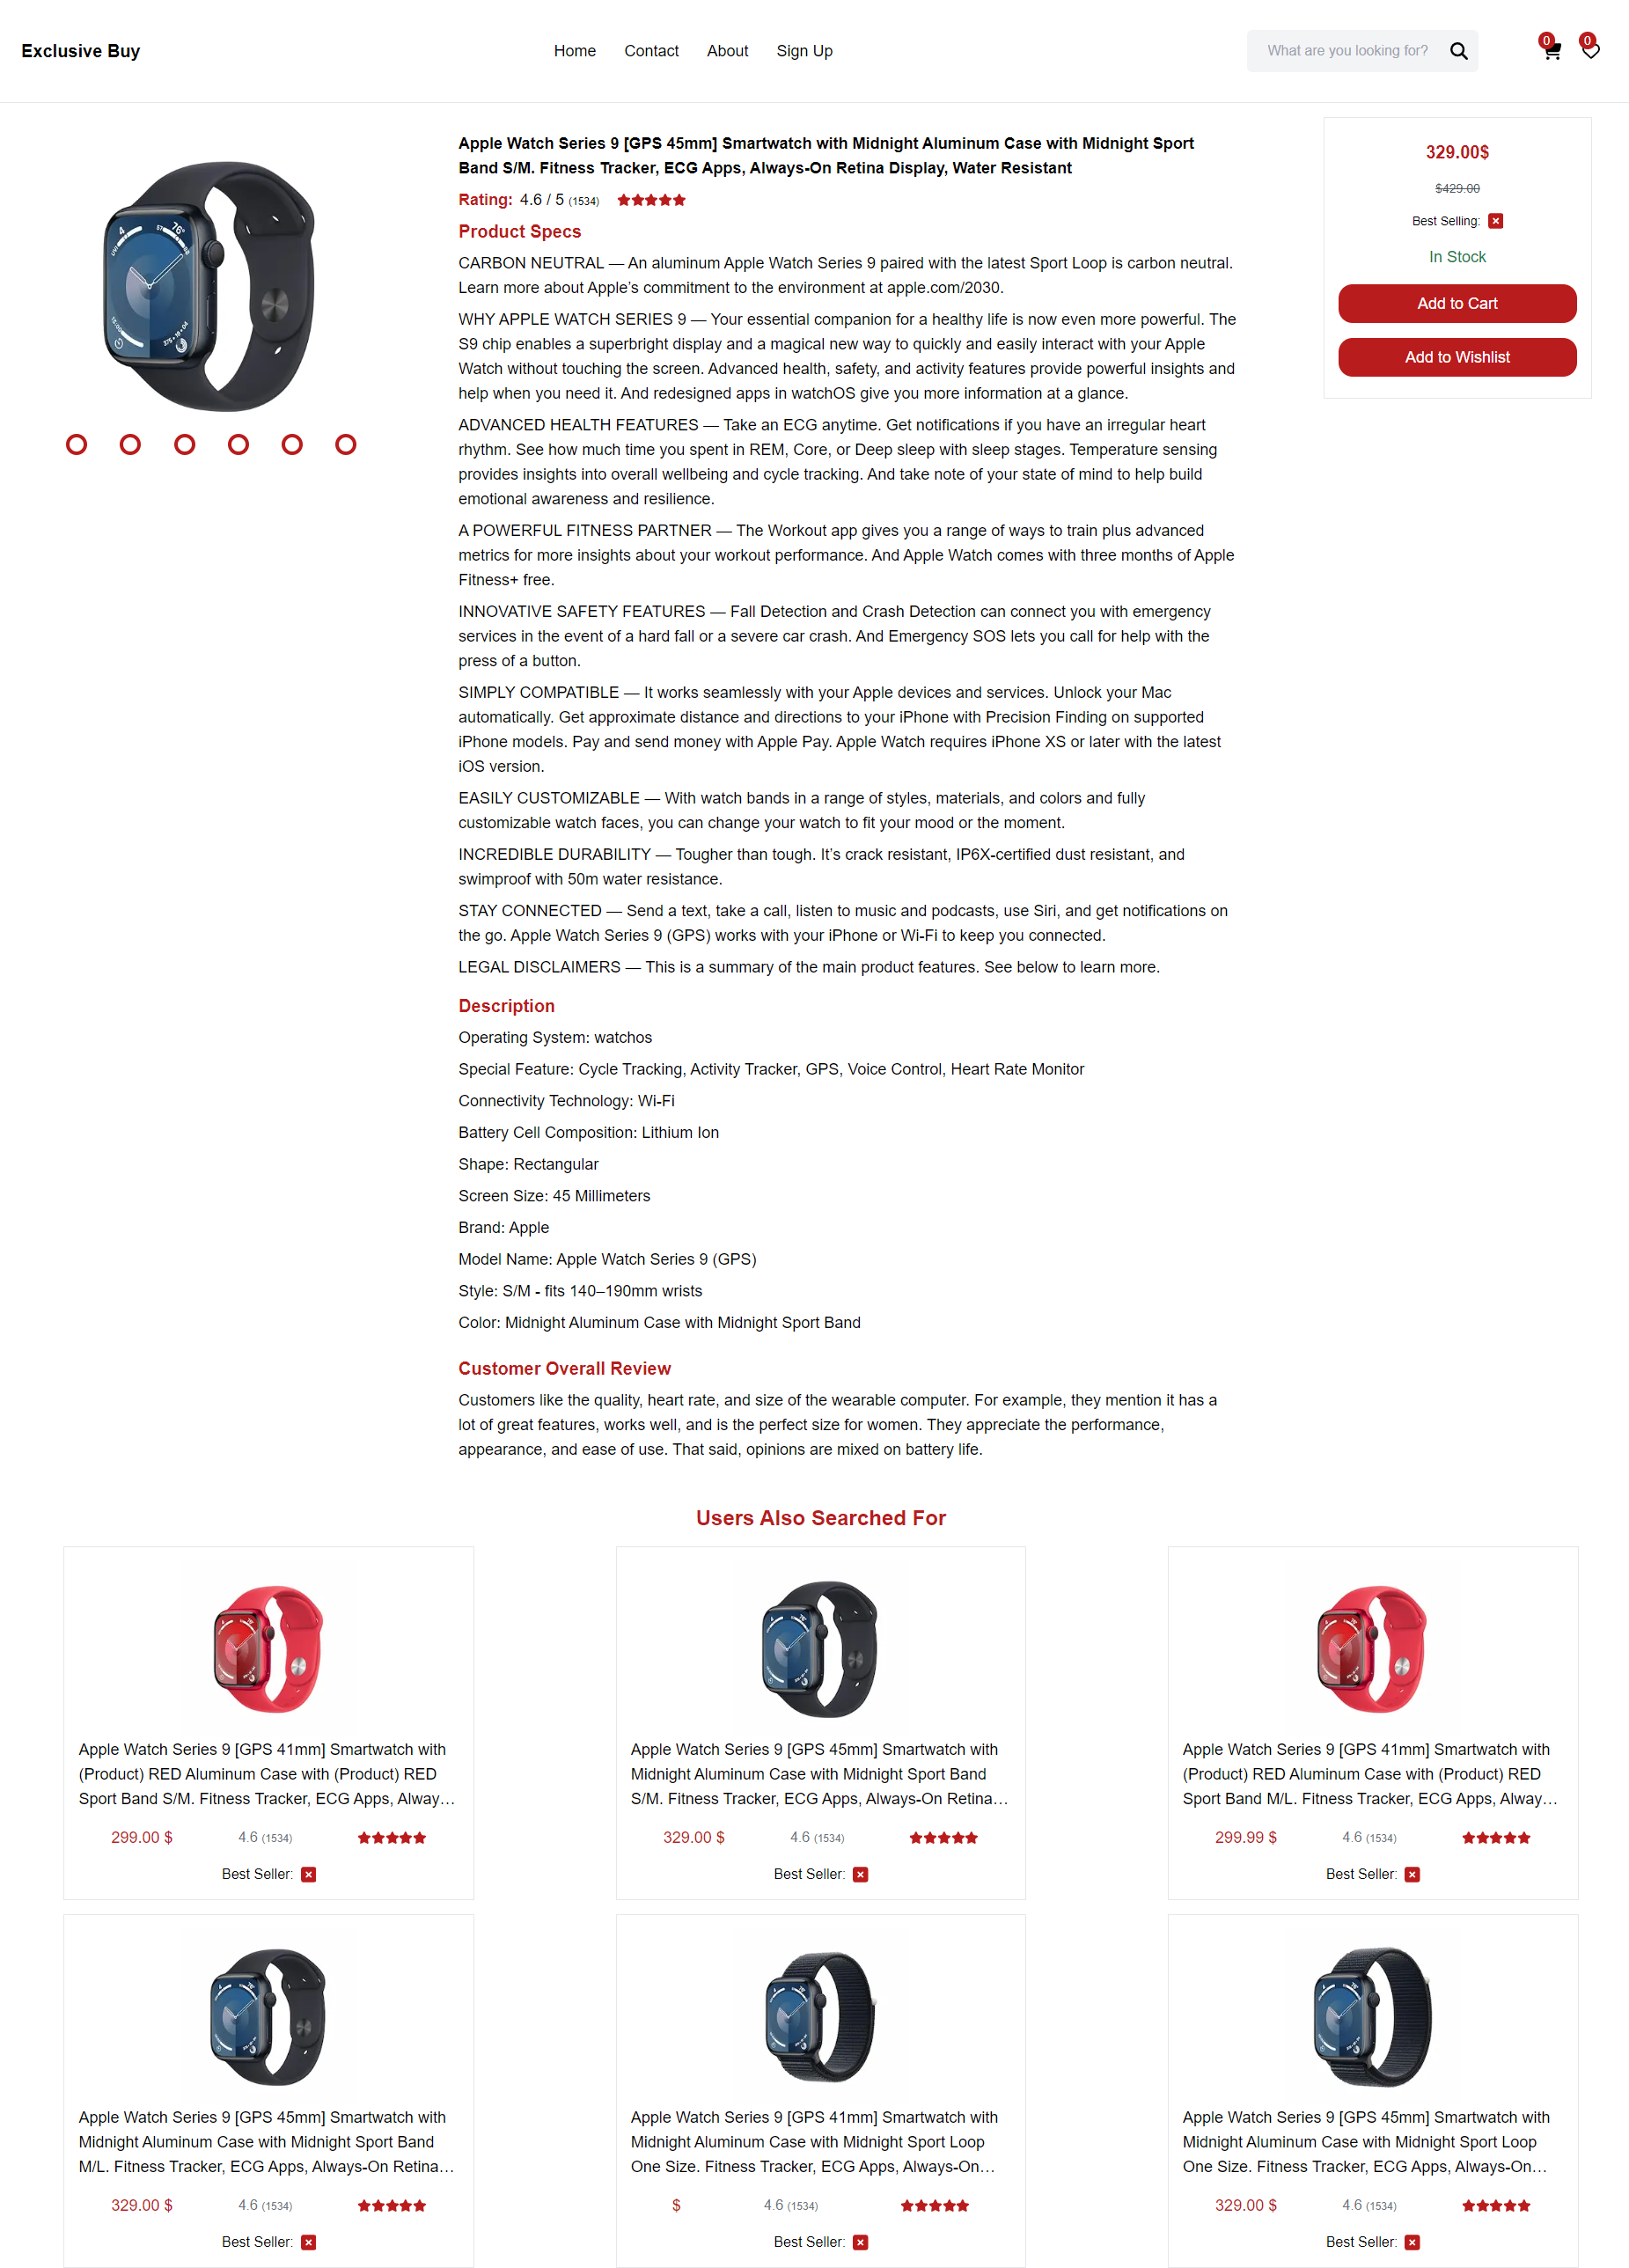 Exclusive Buy
Home Contact About Sign Up
What are you looking for?
0 0
Apple Watch Series 9 [GPS 45mm] Smartwatch with Midnight Aluminum Case with Midnight Sport
Band S/M. Fitness Tracker, ECG Apps, Always-On Retina Display, Water Resistant
Rating: 4.6 / 5 (1534)
Product Specs
CARBON NEUTRAL — An aluminum Apple Watch Series 9 paired with the latest Sport Loop is carbon neutral.
Learn more about Apple’s commitment to the environment at apple.com/2030.
WHY APPLE WATCH SERIES 9 — Your essential companion for a healthy life is now even more powerful. The
S9 chip enables a superbright display and a magical new way to quickly and easily interact with your Apple
Watch without touching the screen. Advanced health, safety, and activity features provide powerful insights and
help when you need it. And redesigned apps in watchOS give you more information at a glance.
ADVANCED HEALTH FEATURES — Take an ECG anytime. Get notifications if you have an irregular heart
rhythm. See how much time you spent in REM, Core, or Deep sleep with sleep stages. Temperature sensing
provides insights into overall wellbeing and cycle tracking. And take note of your state of mind to help build
emotional awareness and resilience.
A POWERFUL FITNESS PARTNER — The Workout app gives you a range of ways to train plus advanced
metrics for more insights about your workout performance. And Apple Watch comes with three months of Apple
Fitness+ free.
INNOVATIVE SAFETY FEATURES — Fall Detection and Crash Detection can connect you with emergency
services in the event of a hard fall or a severe car crash. And Emergency SOS lets you call for help with the
press of a button.
SIMPLY COMPATIBLE — It works seamlessly with your Apple devices and services. Unlock your Mac
automatically. Get approximate distance and directions to your iPhone with Precision Finding on supported
iPhone models. Pay and send money with Apple Pay. Apple Watch requires iPhone XS or later with the latest
iOS version.
EASILY CUSTOMIZABLE — With watch bands in a range of styles, materials, and colors and fully
customizable watch faces, you can change your watch to fit your mood or the moment.
INCREDIBLE DURABILITY — Tougher than tough. It’s crack resistant, IP6X-certified dust resistant, and
swimproof with 50m water resistance.
STAY CONNECTED — Send a text, take a call, listen to music and podcasts, use Siri, and get notifications on
the go. Apple Watch Series 9 (GPS) works with your iPhone or Wi-Fi to keep you connected.
LEGAL DISCLAIMERS — This is a summary of the main product features. See below to learn more.
Description
Operating System: watchos
Special Feature: Cycle Tracking, Activity Tracker, GPS, Voice Control, Heart Rate Monitor
Connectivity Technology: Wi-Fi
Battery Cell Composition: Lithium Ion
Shape: Rectangular
Screen Size: 45 Millimeters
Brand: Apple
Model Name: Apple Watch Series 9 (GPS)
Style: S/M - fits 140–190mm wrists
Color: Midnight Aluminum Case with Midnight Sport Band
Customer Overall Review
Customers like the quality, heart rate, and size of the wearable computer. For example, they mention it has a
lot of great features, works well, and is the perfect size for women. They appreciate the performance,
appearance, and ease of use. That said, opinions are mixed on battery life.
329.00$
$429.00
Best Selling:
In Stock
Add to Cart
Add to Wishlist
Users Also Searched For
Apple Watch Series 9 [GPS 41mm] Smartwatch with
(Product) RED Aluminum Case with (Product) RED
Sport Band S/M. Fitness Tracker, ECG Apps, Alway…
299.00 $ 4.6 (1534)
Best Seller:
Apple Watch Series 9 [GPS 45mm] Smartwatch with
Midnight Aluminum Case with Midnight Sport Band
S/M. Fitness Tracker, ECG Apps, Always-On Retina…
329.00 $ 4.6 (1534)
Best Seller:
Apple Watch Series 9 [GPS 41mm] Smartwatch with
(Product) RED Aluminum Case with (Product) RED
Sport Band M/L. Fitness Tracker, ECG Apps, Alway…
299.99 $ 4.6 (1534)
Best Seller:
Apple Watch Series 9 [GPS 45mm] Smartwatch with
Midnight Aluminum Case with Midnight Sport Band
M/L. Fitness Tracker, ECG Apps, Always-On Retina…
329.00 $ 4.6 (1534)
Best Seller:
Apple Watch Series 9 [GPS 41mm] Smartwatch with
Midnight Aluminum Case with Midnight Sport Loop
One Size. Fitness Tracker, ECG Apps, Always-On…
$ 4.6 (1534)
Best Seller:
Apple Watch Series 9 [GPS 45mm] Smartwatch with
Midnight Aluminum Case with Midnight Sport Loop
One Size. Fitness Tracker, ECG Apps, Always-On…
329.00 $ 4.6 (1534)
Best Seller: